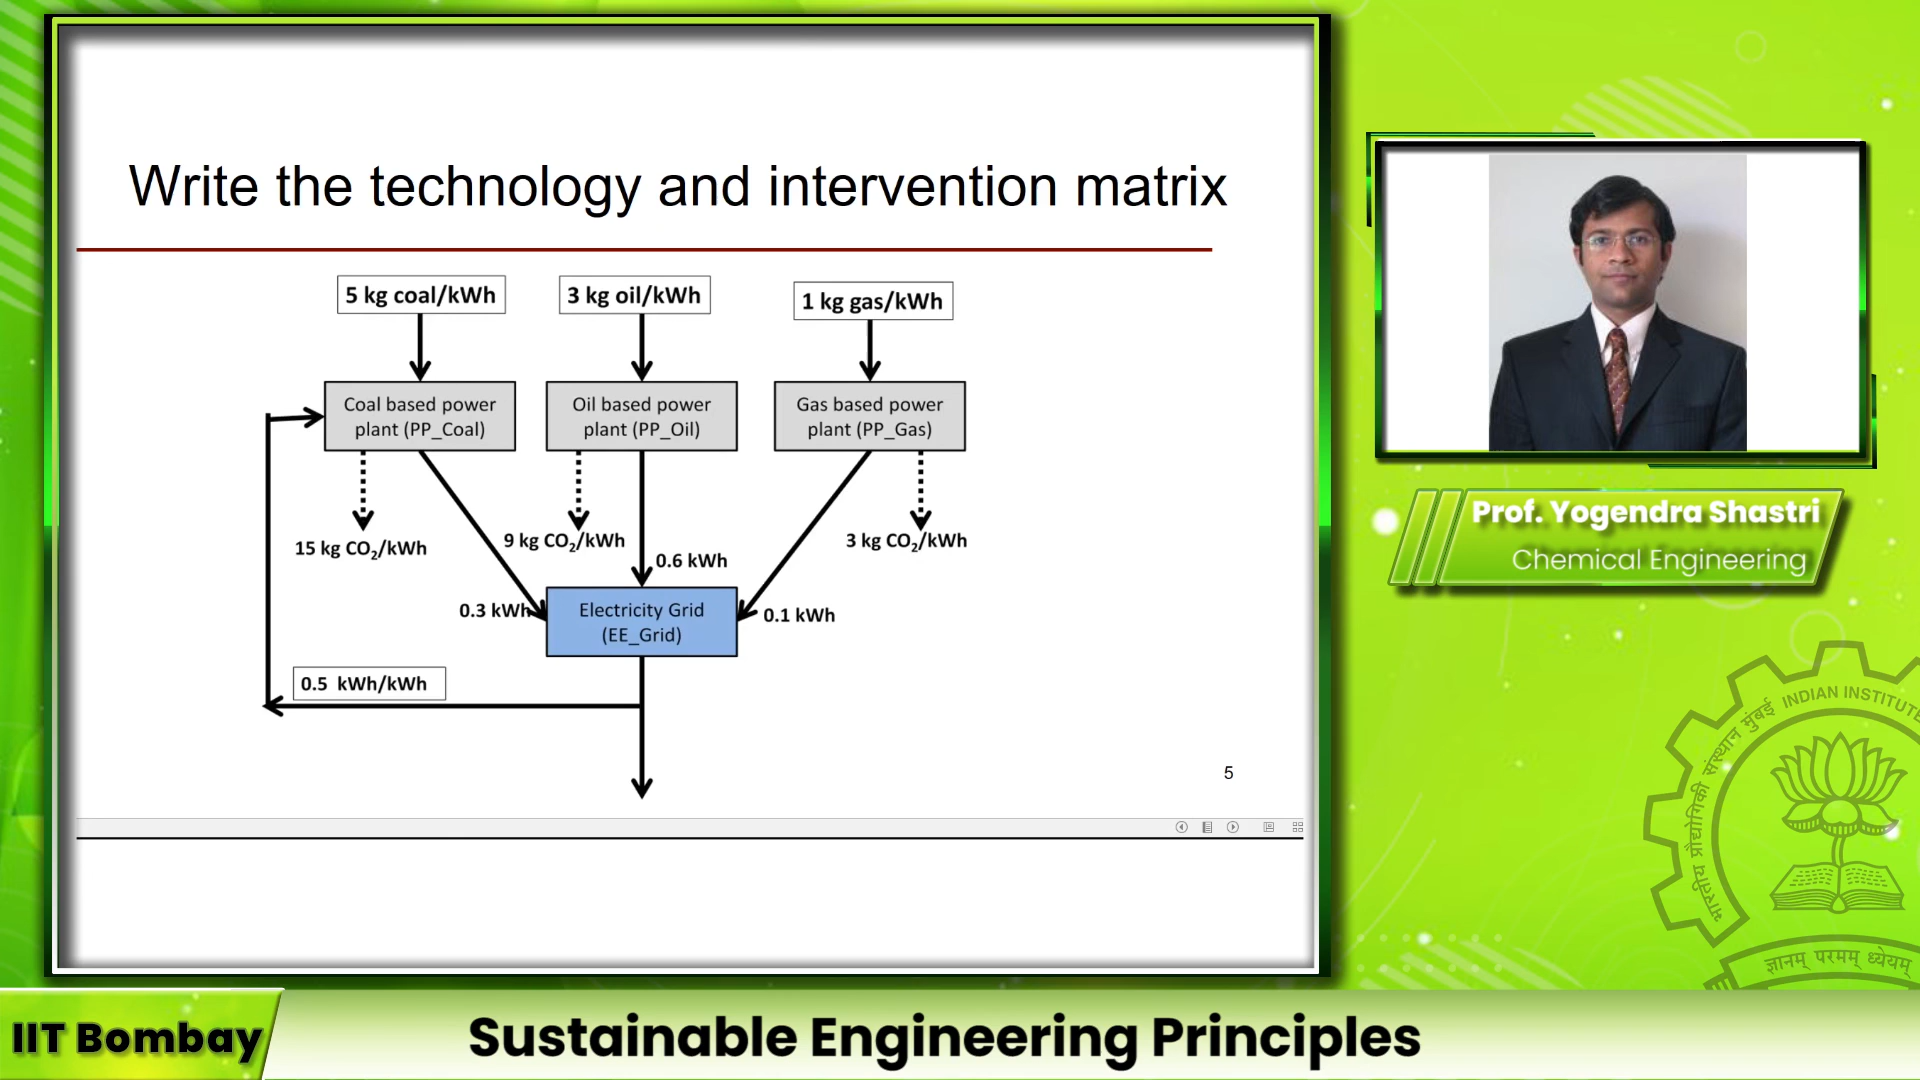 Write the technology and intervention matrix
5 kg coal/kWh
3 kg oil/kWh
1 kg gas/kWh
Coal based power
plant (PP_Coal)
Oil based power
plant (PP_Oil)
Gas based power
plant (PP_Gas)
15 kg CO₂/kWh
9 kg CO₂/kWh
3 kg CO₂/kWh
0.6 kWh
0.3 kWh
Electricity Grid
(EE_Grid)
0.1 kWh
0.5 kWh/kWh
5
Prof. Yogendra Shastri
Chemical Engineering
भारतीय प्रौद्योगिकी संस्थान मुंबई
INDIAN INSTITUTE
ज्ञानम् परमम् ध्येयम्
IIT Bombay
Sustainable Engineering Principles